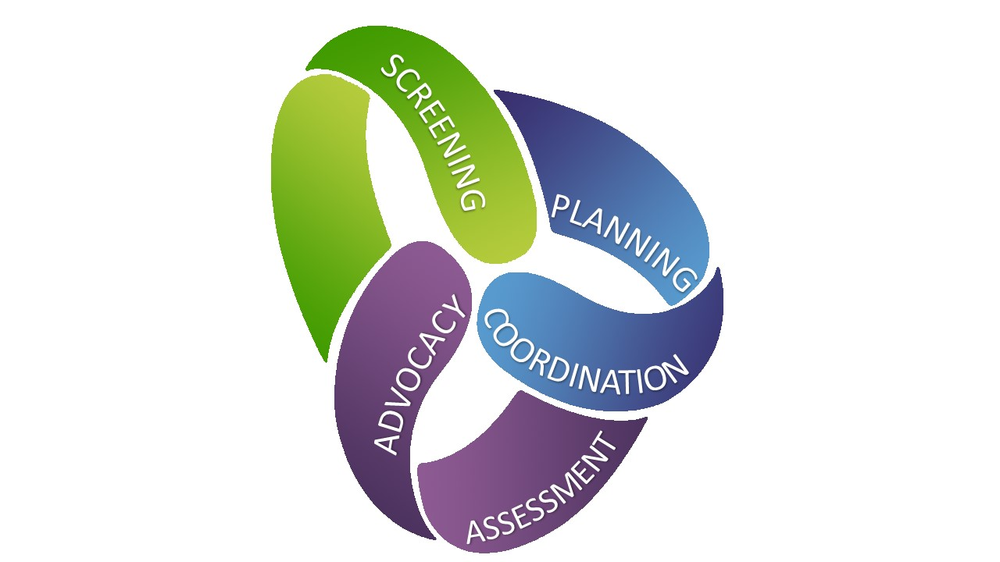 SCREENING
PLANNING
COORDINATION
ADVOCACY
ASSESSMENT